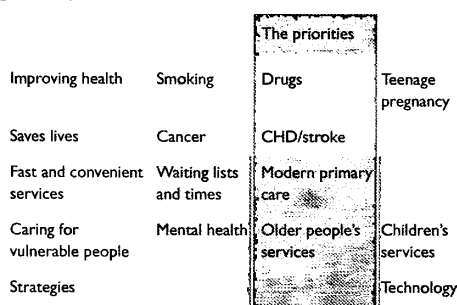 The priorities
Improving health Smoking Drugs Teenage
pregnancy
Saves lives Cancer CHD/stroke
Fast and convenient Waiting lists Modern primary
services and times care
Caring for Mental health Older people's Children's
vulnerable people services services
Strategies Technology